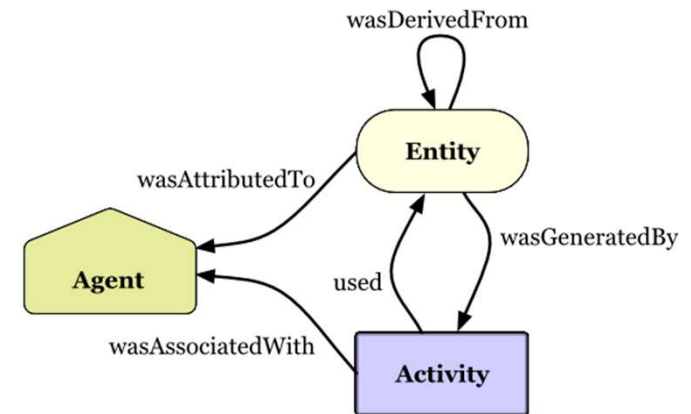 wasDerivedFrom
Entity
wasAttributedTo
wasGeneratedBy
Agent
used
wasAssociatedWith
Activity